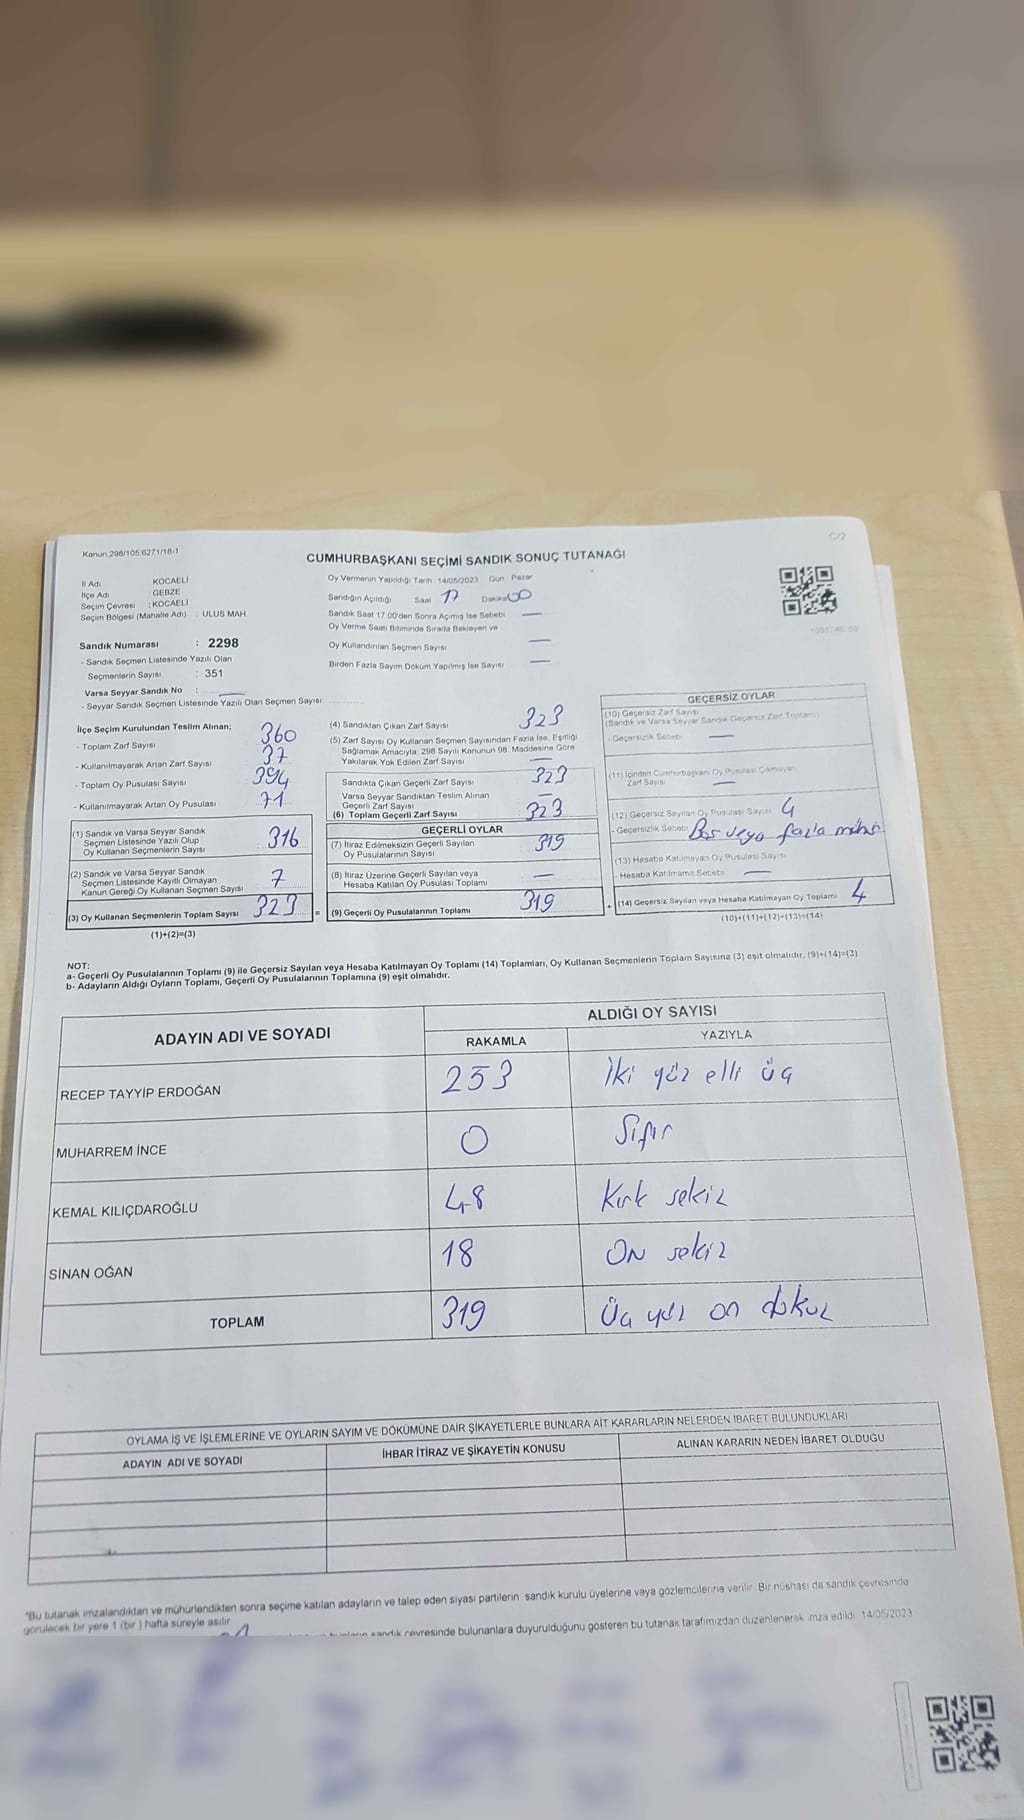 Kanun.298/105.6271/18-1
C/2
CUMHURBAŞKANI SEÇİMİ SANDIK SONUÇ TUTANAĞI
İl Adı : KOCAELİ
İlçe Adı : GEBZE
Seçim Çevresi : KOCAELİ
Seçim Bölgesi (Mahalle Adı) : ULUS MAH.
Sandık Numarası : 2298
- Sandık Seçmen Listesinde Yazılı Olan
Seçmenlerin Sayısı : 351
Varsa Seyyar Sandık No : —
- Seyyar Sandık Seçmen Listesinde Yazılı Olan Seçmen Sayısı:
Oy Vermenin Yapıldığı Tarih: 14/05/2023 Gün: Pazar
Sandığın Açıldığı Saat 17 Dakika 00
Sandık Saat 17:00'den Sonra Açmış İse Sebebi —
Oy Verme Saati Bitiminde Sırada Bekleyen ve
Oy Kullandırılan Seçmen Sayısı —
Birden Fazla Sayım Döküm Yapılmış İse Sayısı —
İlçe Seçim Kurulundan Teslim Alınan;
- Toplam Zarf Sayısı 360
- Kullanılmayarak Artan Zarf Sayısı 37
- Toplam Oy Pusulası Sayısı 394
- Kullanılmayarak Artan Oy Pusulası 71
(1) Sandık ve Varsa Seyyar Sandık
Seçmen Listesinde Yazılı Olup
Oy Kullanan Seçmenlerin Sayısı : 316
(2) Sandık ve Varsa Seyyar Sandık
Seçmen Listesinde Kayıtlı Olmayan
Kanun Gereği Oy Kullanan Seçmen Sayısı 7
(3) Oy Kullanan Seçmenlerin Toplam Sayısı 323
(1)+(2)=(3)
(4) Sandıktan Çıkan Zarf Sayısı 323
(5) Zarf Sayısı Oy Kullanan Seçmen Sayısından Fazla İse, Eşitliği
Sağlamak Amacıyla, 298 Sayılı Kanunun 98. Maddesine Göre
Yakılarak Yok Edilen Zarf Sayısı —
Sandıkta Çıkan Geçerli Zarf Sayısı 323
Varsa Seyyar Sandıktan Teslim Alınan
Geçerli Zarf Sayısı —
(6) Toplam Geçerli Zarf Sayısı 323
GEÇERLİ OYLAR
(7) İtiraz Edilmeksizin Geçerli Sayılan
Oy Pusulalarının Sayısı 319
(8) İtiraz Üzerine Geçerli Sayılan veya
Hesaba Katılan Oy Pusulası Toplamı —
= (9) Geçerli Oy Pusulalarının Toplamı 319
GEÇERSİZ OYLAR
(10) Geçersiz Zarf Sayısı
(Sandık ve Varsa Seyyar Sandık Geçersiz Zarf Toplamı)
- Geçersizlik Sebebi —
(11) İçinden Cumhurbaşkanı Oy Pusulası Çıkmayan
Zarf Sayısı —
(12) Geçersiz Sayılan Oy Pusulası Sayısı 4
- Geçersizlik Sebebi Boş veya fazla mühür
(13) Hesaba Katılmayan Oy Pusulası Sayısı
- Hesaba Katılmama Sebebi —
+ (14) Geçersiz Sayılan veya Hesaba Katılmayan Oy Toplamı 4
(10)+(11)+(12)+(13)=(14)
NOT:
a- Geçerli Oy Pusulalarının Toplamı (9) ile Geçersiz Sayılan veya Hesaba Katılmayan Oy Toplamı (14) Toplamları, Oy Kullanan Seçmenlerin Toplam Sayısına (3) eşit olmalıdır. (9)+(14)=(3)
b- Adayların Aldığı Oyların Toplamı, Geçerli Oy Pusulalarının Toplamına (9) eşit olmalıdır.
ADAYIN ADI VE SOYADI
ALDIĞI OY SAYISI
RAKAMLA YAZIYLA
RECEP TAYYİP ERDOĞAN 253 İki yüz elli üç
MUHARREM İNCE 0 Sıfır
KEMAL KILIÇDAROĞLU 48 Kırk sekiz
SİNAN OĞAN 18 ON sekiz
TOPLAM 319 Üç yüz on dokuz
OYLAMA İŞ VE İŞLEMLERİNE VE OYLARIN SAYIM VE DÖKÜMÜNE DAİR ŞİKAYETLERLE BUNLARA AİT KARARLARIN NELERDEN İBARET BULUNDUKLARI
ADAYIN ADI VE SOYADI İHBAR İTİRAZ VE ŞİKAYETİN KONUSU ALINAN KARARIN NEDEN İBARET OLDUĞU
*Bu tutanak imzalandıktan ve mühürlendikten sonra seçime katılan adayların ve talep eden siyasi partilerin sandık kurulu üyelerine veya gözlemcilerine verilir. Bir nüshası da sandık çevresinde
görülecek bir yere 1 (bir ) hafta süreyle asılır.
sandık çevresinde bulunanlara duyurulduğunu gösteren bu tutanak tarafımızdan düzenlenerek imza edildi. 14/05/2023